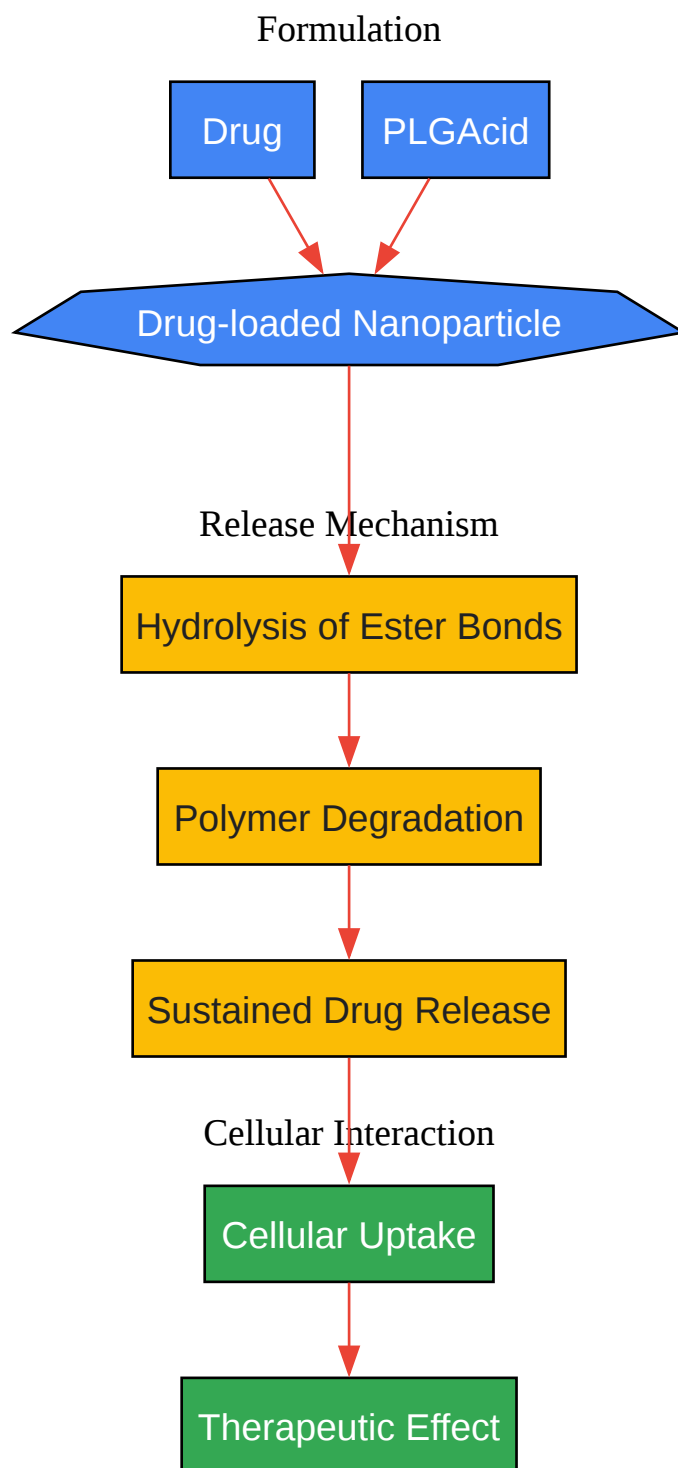 Formulation
Drug
PLGAcid
Drug-loaded Nanoparticle
Release Mechanism
Hydrolysis of Ester Bonds
Polymer Degradation
Sustained Drug Release
Cellular Interaction
Cellular Uptake
Therapeutic Effect